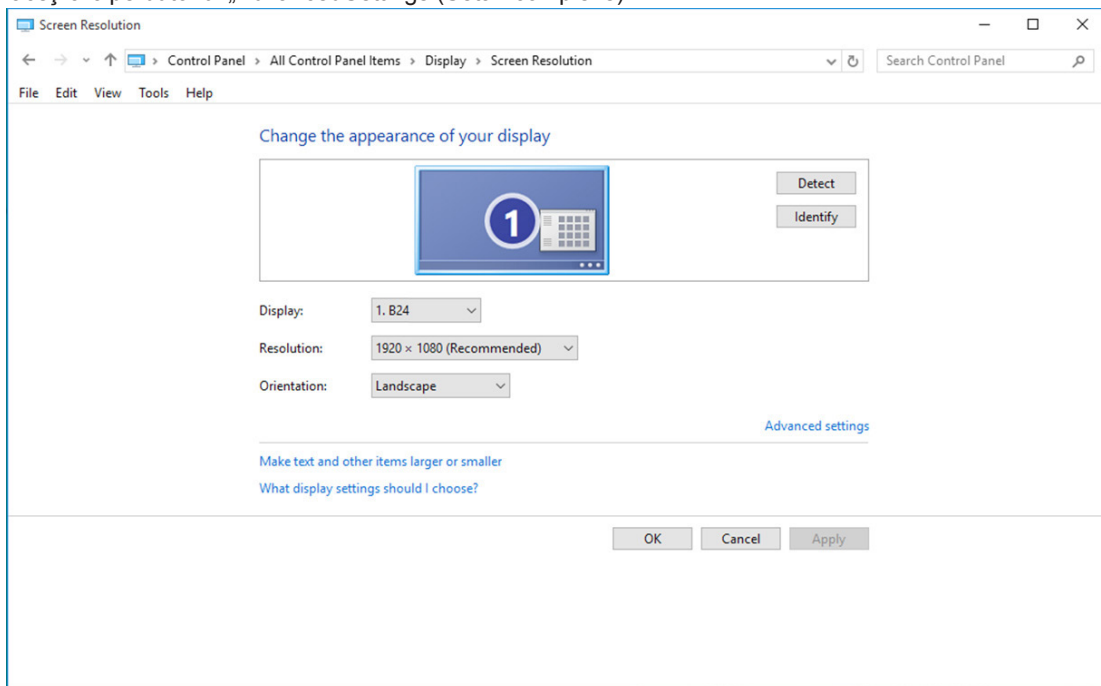 Screen Resolution
Control Panel > All Control Panel Items > Display > Screen Resolution
Search Control Panel
File Edit View Tools Help
Change the appearance of your display
1
Detect
Identify
Display: 1. B24
Resolution: 1920 × 1080 (Recommended)
Orientation: Landscape
Advanced settings
Make text and other items larger or smaller
What display settings should I choose?
OK Cancel Apply